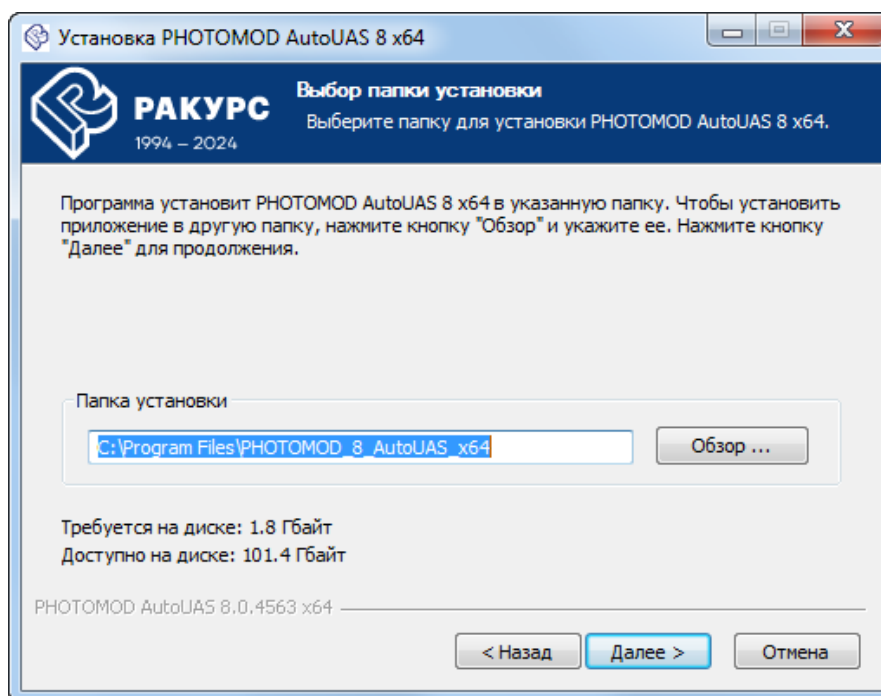 Установка PHOTOMOD AutoUAS 8 x64
РАКУРС
1994 – 2024
Выбор папки установки
Выберите папку для установки PHOTOMOD AutoUAS 8 x64.
Программа установит PHOTOMOD AutoUAS 8 x64 в указанную папку. Чтобы установить
приложение в другую папку, нажмите кнопку "Обзор" и укажите ее. Нажмите кнопку
"Далее" для продолжения.
Папка установки
C:\Program Files\PHOTOMOD_8_AutoUAS_x64
Обзор ...
Требуется на диске: 1.8 Гбайт
Доступно на диске: 101.4 Гбайт
PHOTOMOD AutoUAS 8.0.4563 x64
< Назад
Далее >
Отмена